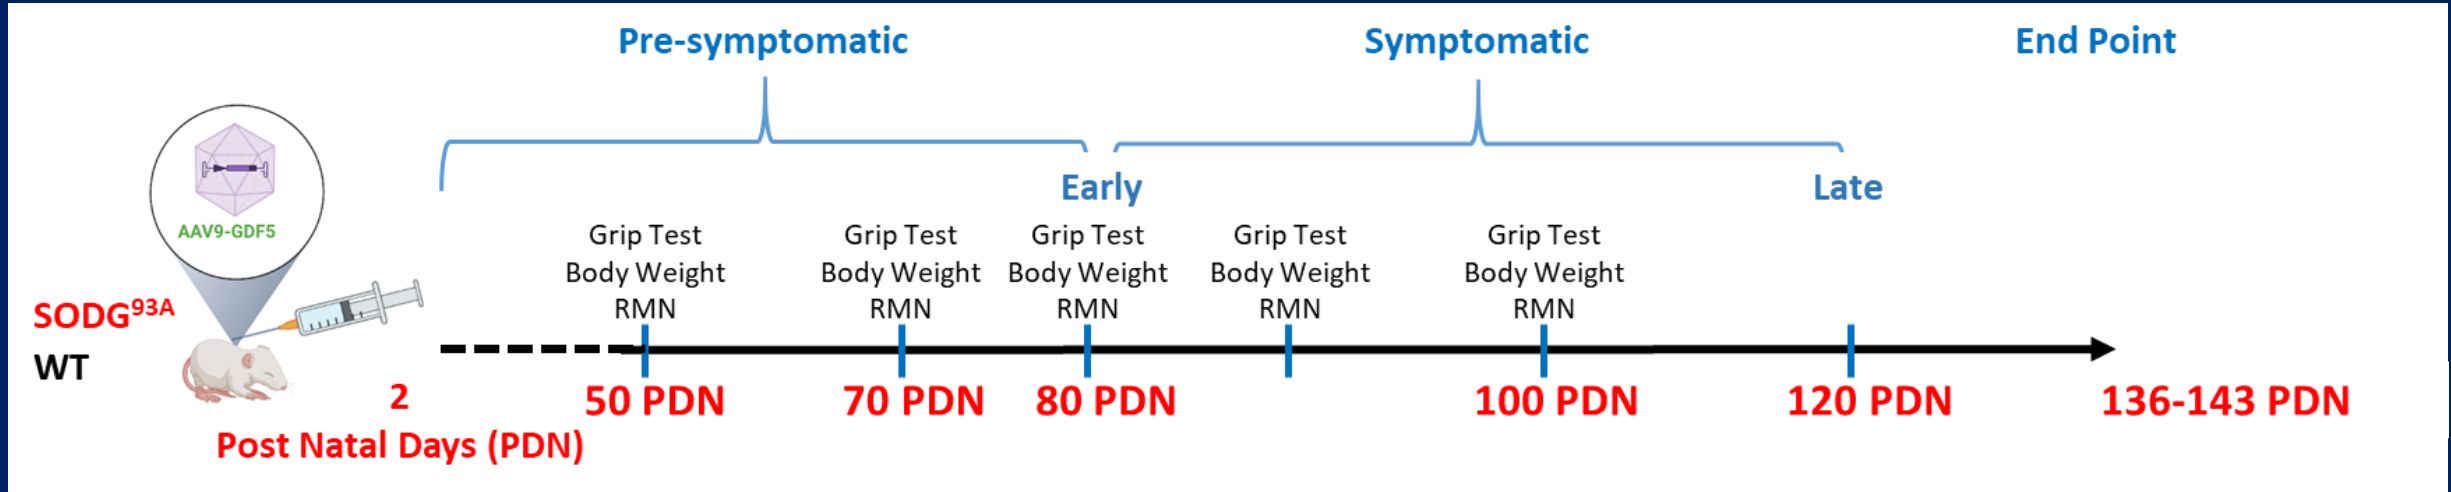 Pre-symptomatic
Symptomatic
End Point
AAV9-GDF5
SODG93A
WT
Early
Late
Grip Test
Body Weight
RMN
Grip Test
Body Weight
RMN
Grip Test
Body Weight
RMN
Grip Test
Body Weight
RMN
Grip Test
Body Weight
RMN
2
Post Natal Days (PDN)
50 PDN
70 PDN
80 PDN
100 PDN
120 PDN
136-143 PDN